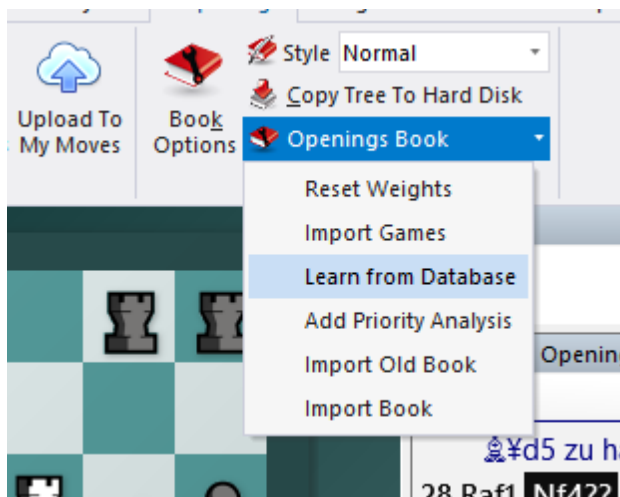 Style Normal
Upload To
My Moves
Book
Options
Copy Tree To Hard Disk
Openings Book
Reset Weights
Import Games
Learn from Database
Add Priority Analysis
Import Old Book
Import Book
Openin
¥d5 zu h
28.Raf1 Nf4??